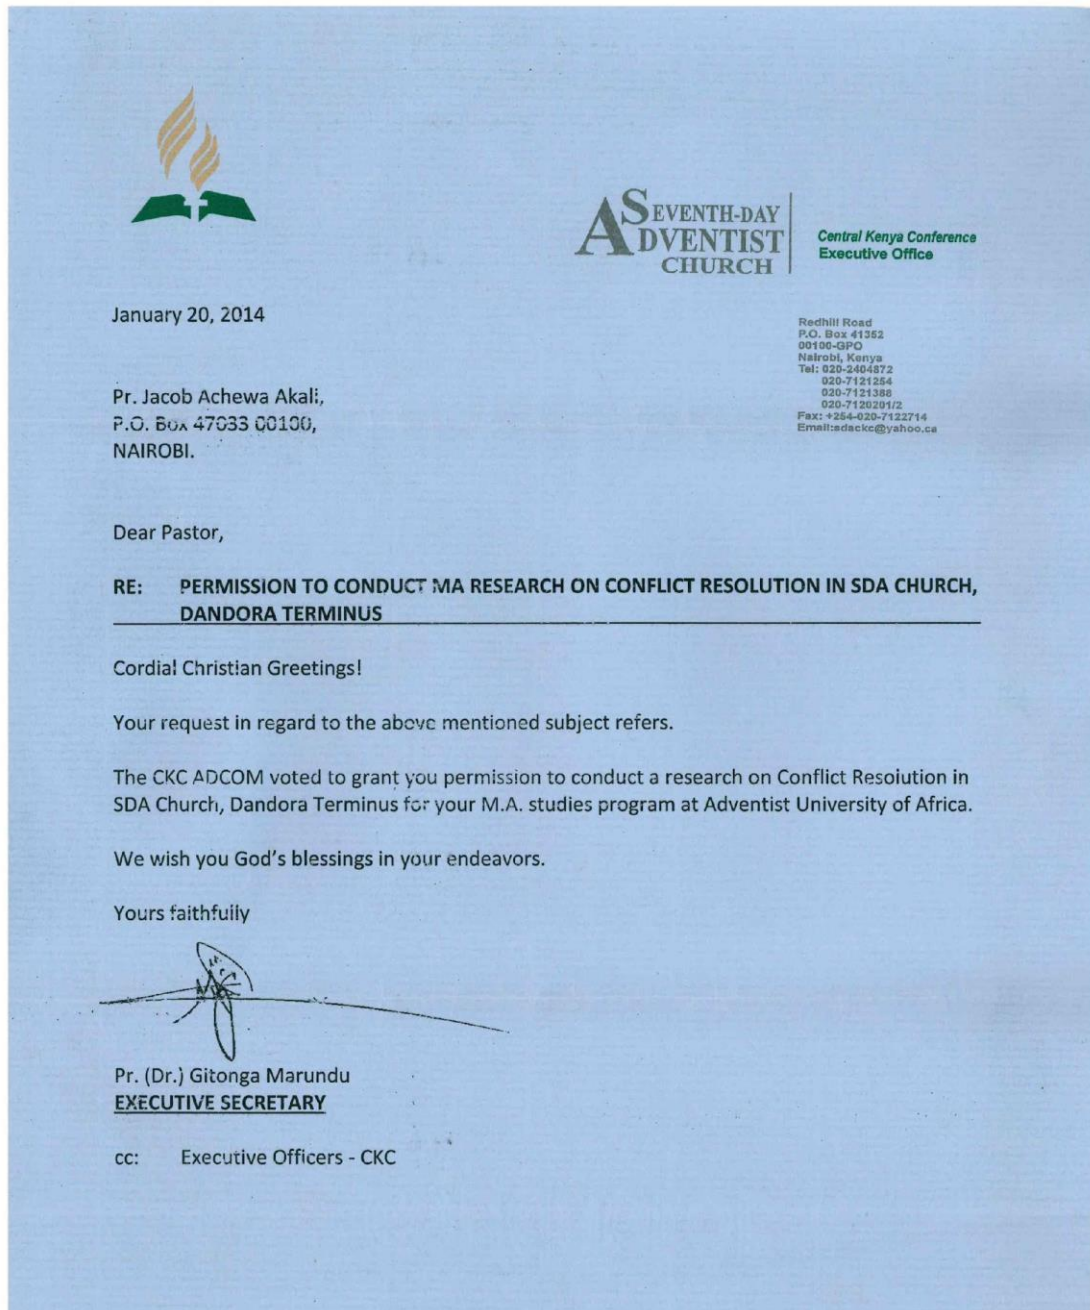 SEVENTH-DAY
ADVENTIST
CHURCH
Central Kenya Conference
Executive Office
January 20, 2014
Redhill Road
P.O. Box 41352
00100-GPO
Nairobi, Kenya
Tel: 020-2404872
020-7121254
020-7121388
020-7120201/2
Fax: +254-020-7122714
Email:sdackc@yahoo.ca
Pr. Jacob Achewa Akali,
P.O. Box 47033 00100,
NAIROBI.
Dear Pastor,
RE: PERMISSION TO CONDUCT MA RESEARCH ON CONFLICT RESOLUTION IN SDA CHURCH,
DANDORA TERMINUS
Cordial Christian Greetings!
Your request in regard to the above mentioned subject refers.
The CKC ADCOM voted to grant you permission to conduct a research on Conflict Resolution in
SDA Church, Dandora Terminus for your M.A. studies program at Adventist University of Africa.
We wish you God's blessings in your endeavors.
Yours faithfully
Pr. (Dr.) Gitonga Marundu
EXECUTIVE SECRETARY
cc: Executive Officers - CKC